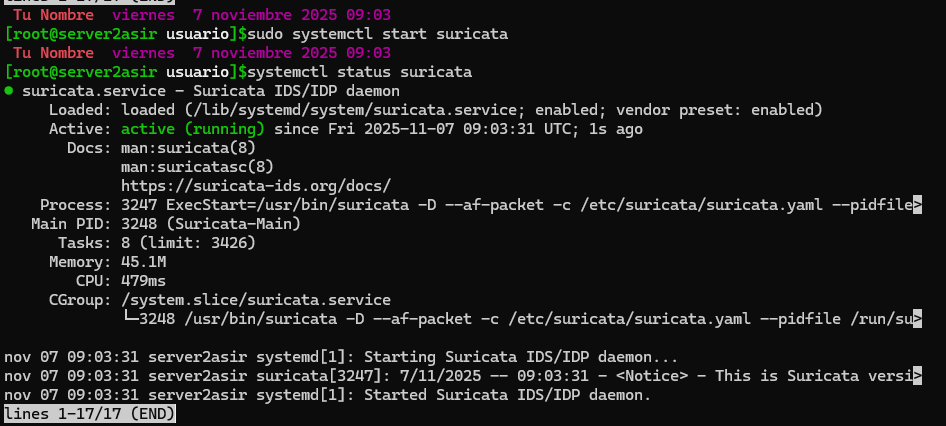 lines 1-17/17 (END)
Tu Nombre  viernes  7 noviembre 2025 09:03
[root@server2asir usuario]$sudo systemctl start suricata
Tu Nombre  viernes  7 noviembre 2025 09:03
[root@server2asir usuario]$systemctl status suricata
● suricata.service - Suricata IDS/IDP daemon
Loaded: loaded (/lib/systemd/system/suricata.service; enabled; vendor preset: enabled)
Active: active (running) since Fri 2025-11-07 09:03:31 UTC; 1s ago
Docs: man:suricata(8)
man:suricatasc(8)
https://suricata-ids.org/docs/
Process: 3247 ExecStart=/usr/bin/suricata -D --af-packet -c /etc/suricata/suricata.yaml --pidfile>
Main PID: 3248 (Suricata-Main)
Tasks: 8 (limit: 3426)
Memory: 45.1M
CPU: 479ms
CGroup: /system.slice/suricata.service
└─3248 /usr/bin/suricata -D --af-packet -c /etc/suricata/suricata.yaml --pidfile /run/su>
nov 07 09:03:31 server2asir systemd[1]: Starting Suricata IDS/IDP daemon...
nov 07 09:03:31 server2asir suricata[3247]: 7/11/2025 -- 09:03:31 - <Notice> - This is Suricata versi>
nov 07 09:03:31 server2asir systemd[1]: Started Suricata IDS/IDP daemon.
lines 1-17/17 (END)